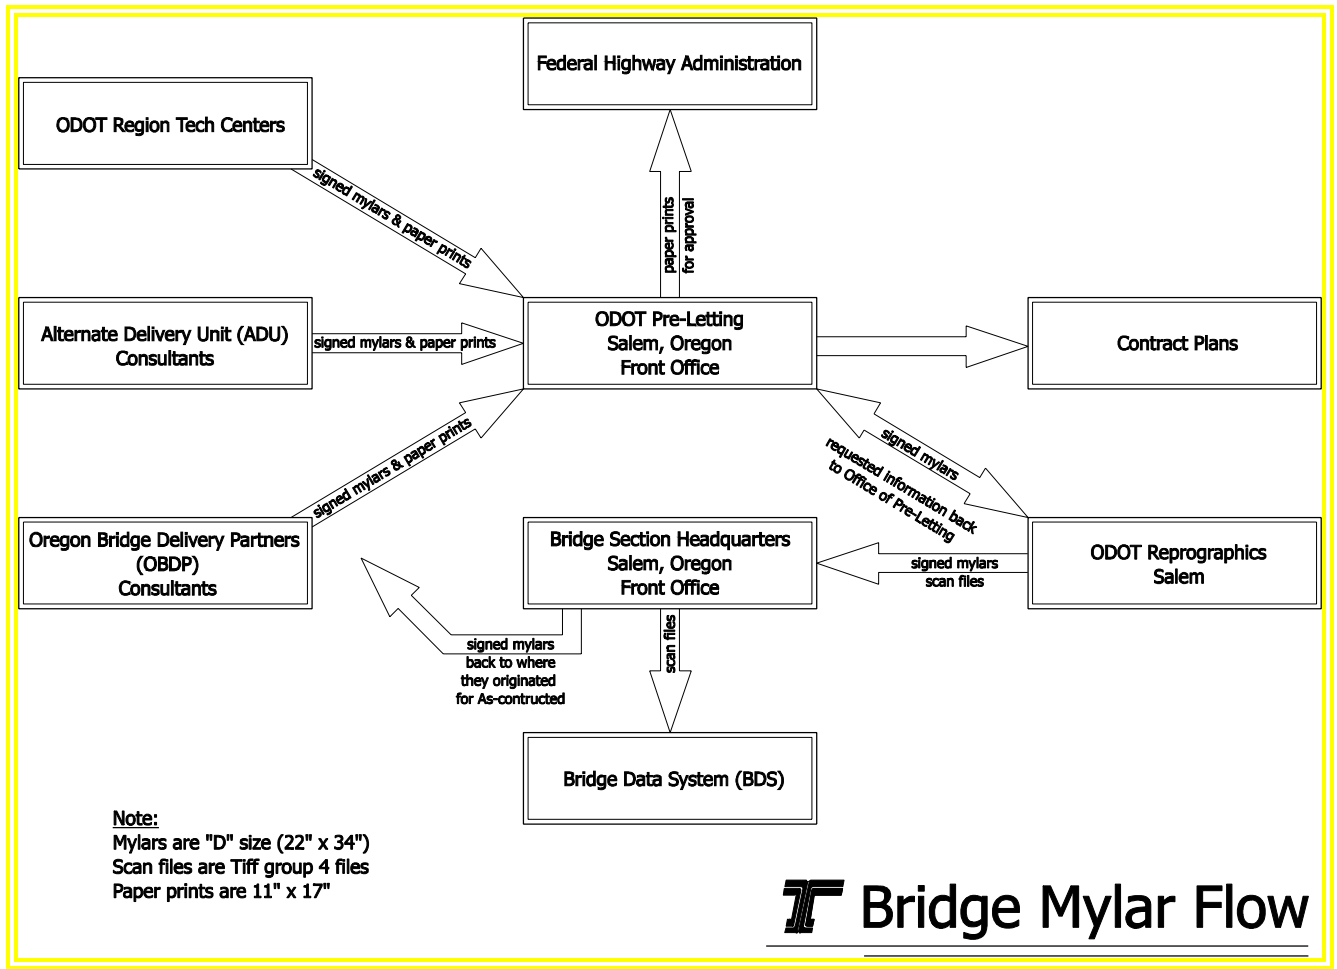 Federal Highway Administration
ODOT Region Tech Centers
signed mylars & paper prints
paper prints
for approval
Alternate Delivery Unit (ADU)
Consultants
signed mylars & paper prints
ODOT Pre-Letting
Salem, Oregon
Front Office
Contract Plans
signed mylars & paper prints
signed mylars
requested information back
to Office of Pre-Letting
Oregon Bridge Delivery Partners
(OBDP)
Consultants
Bridge Section Headquarters
Salem, Oregon
Front Office
signed mylars
scan files
ODOT Reprographics
Salem
signed mylars
back to where
they originated
for As-contructed
scan files
Bridge Data System (BDS)
Note:
Mylars are "D" size (22" x 34")
Scan files are Tiff group 4 files
Paper prints are 11" x 17"
Bridge Mylar Flow